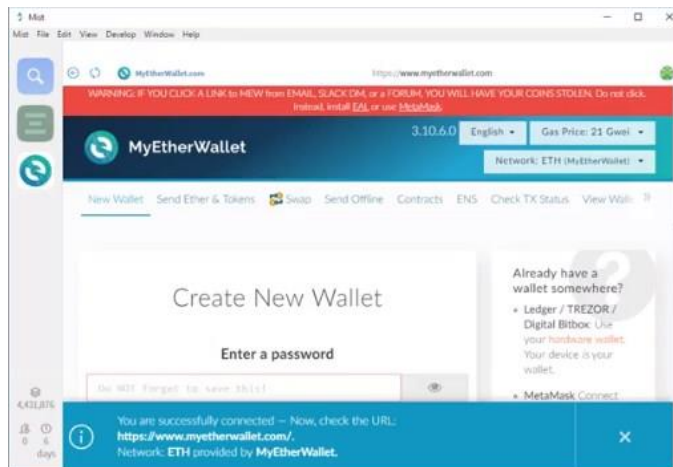 Mist
Mist File Edit View Develop Window Help
MyEtherWallet.com
https://www.myetherwallet.com
WARNING: IF YOU CLICK A LINK to MEW from EMAIL, SLACK DM, or a FORUM, YOU WILL HAVE YOUR COINS STOLEN. Do not click.
Instead, install EAL or use MetaMask.
MyEtherWallet
3.10.6.0
English
Gas Price: 21 Gwei
Network: ETH (MyEtherWallet)
New Wallet Send Ether & Tokens Swap Send Offline Contracts ENS Check TX Status View
Create New Wallet
Enter a password
Do NOT forget to save this!
Already have a
wallet somewhere?
Ledger / TREZOR /
Digital Bitbox: Use
your hardware wallet.
Your device is your
wallet.
MetaMask Connect
4,431,876
0 6
days
You are successfully connected — Now, check the URL:
https://www.myetherwallet.com/.
Network: ETH provided by MyEtherWallet.